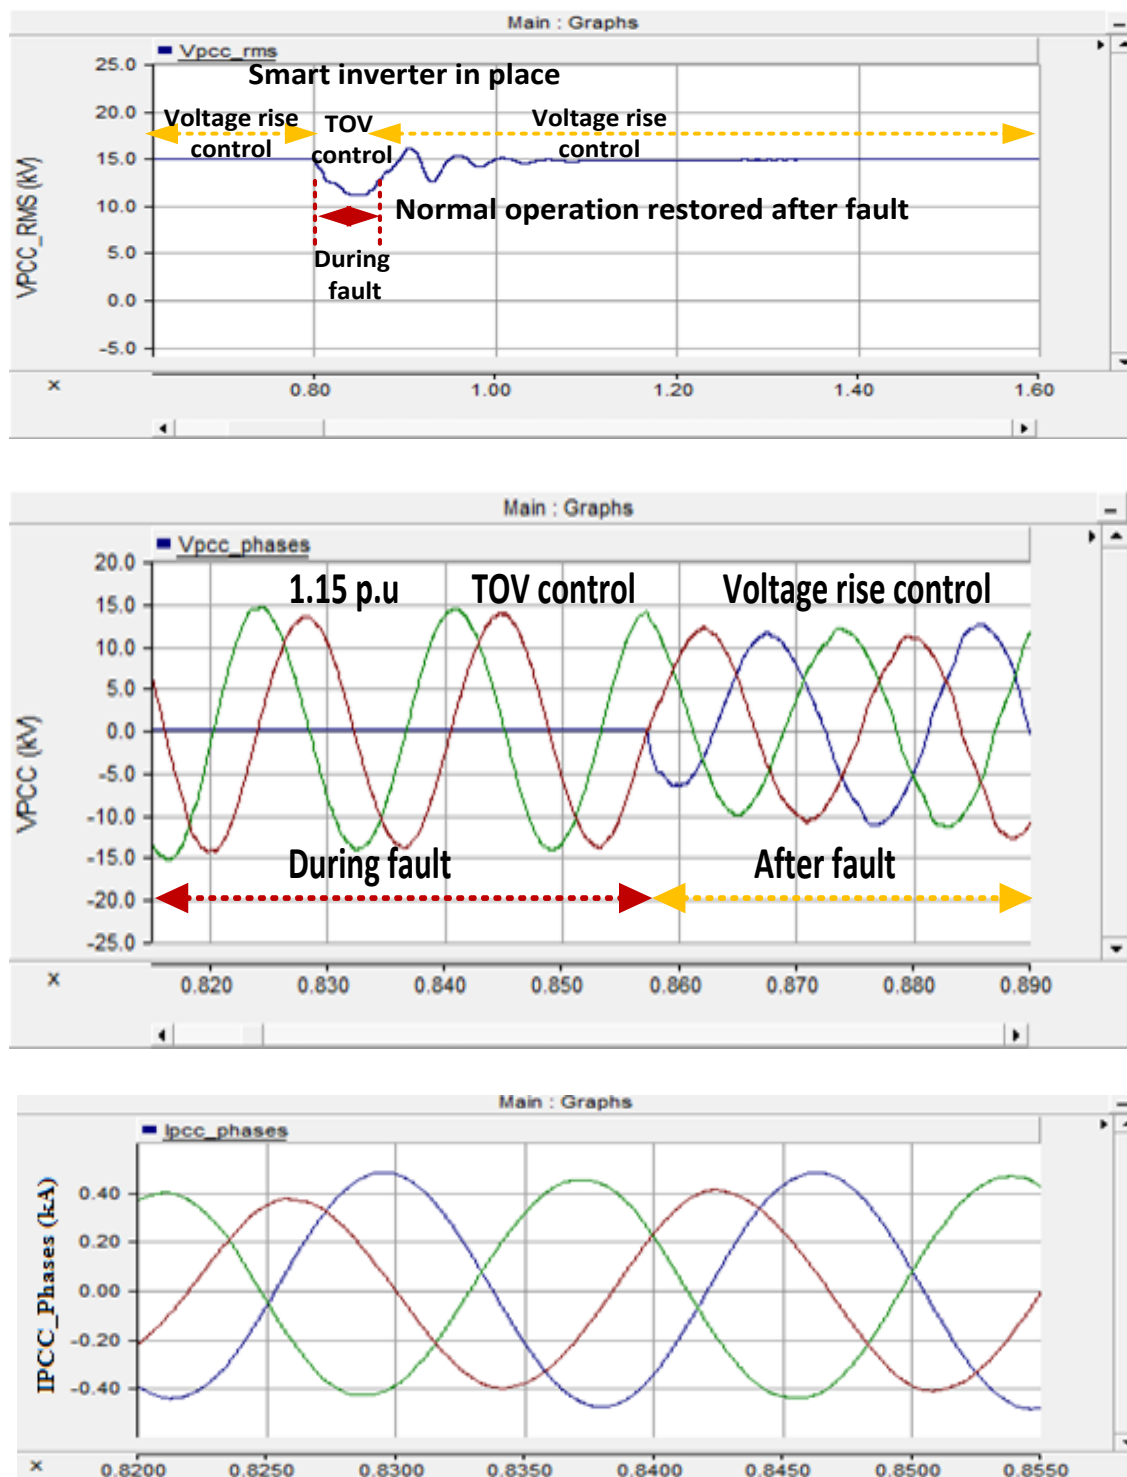 Main : Graphs
Vpcc_rms
25.0
20.0
15.0
10.0
5.0
0.0
-5.0
VPCC_RMS (kV)
Smart inverter in place
Voltage rise
control
TOV
control
Voltage rise
control
Normal operation restored after fault
During
fault
x
0.80
1.00
1.20
1.40
1.60
Main : Graphs
Vpcc_phases
20.0
15.0
10.0
5.0
0.0
-5.0
-10.0
-15.0
-20.0
-25.0
VPCC (kV)
1.15 p.u
TOV control
Voltage rise control
During fault
After fault
x
0.820
0.830
0.840
0.850
0.860
0.870
0.880
0.890
Main : Graphs
Ipcc_phases
0.40
0.20
0.00
-0.20
-0.40
IPCC_Phases (kA)
x
0.8200
0.8250
0.8300
0.8350
0.8400
0.8450
0.8500
0.8550